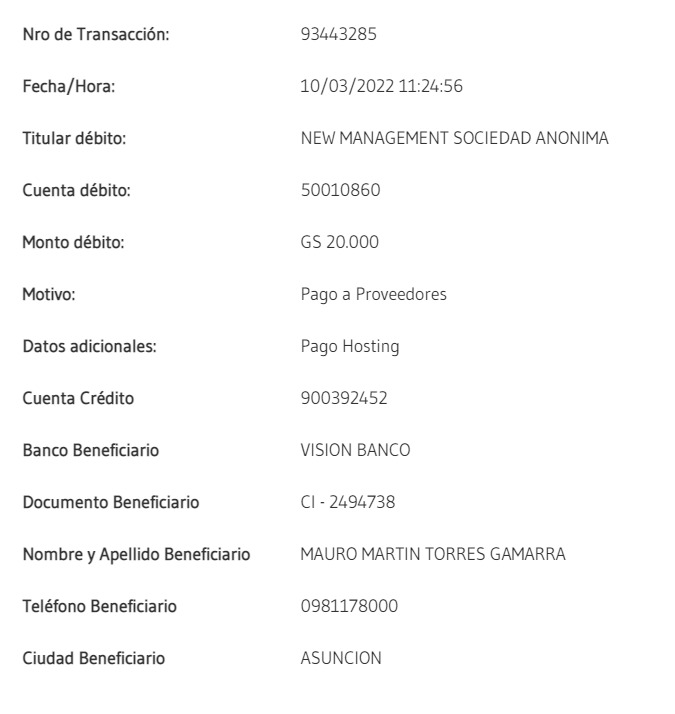 Nro de Transacción: 93443285
Fecha/Hora: 10/03/2022 11:24:56
Titular débito: NEW MANAGEMENT SOCIEDAD ANONIMA
Cuenta débito: 50010860
Monto débito: GS 20.000
Motivo: Pago a Proveedores
Datos adicionales: Pago Hosting
Cuenta Crédito 900392452
Banco Beneficiario VISION BANCO
Documento Beneficiario CI - 2494738
Nombre y Apellido Beneficiario MAURO MARTIN TORRES GAMARRA
Teléfono Beneficiario 0981178000
Ciudad Beneficiario ASUNCION